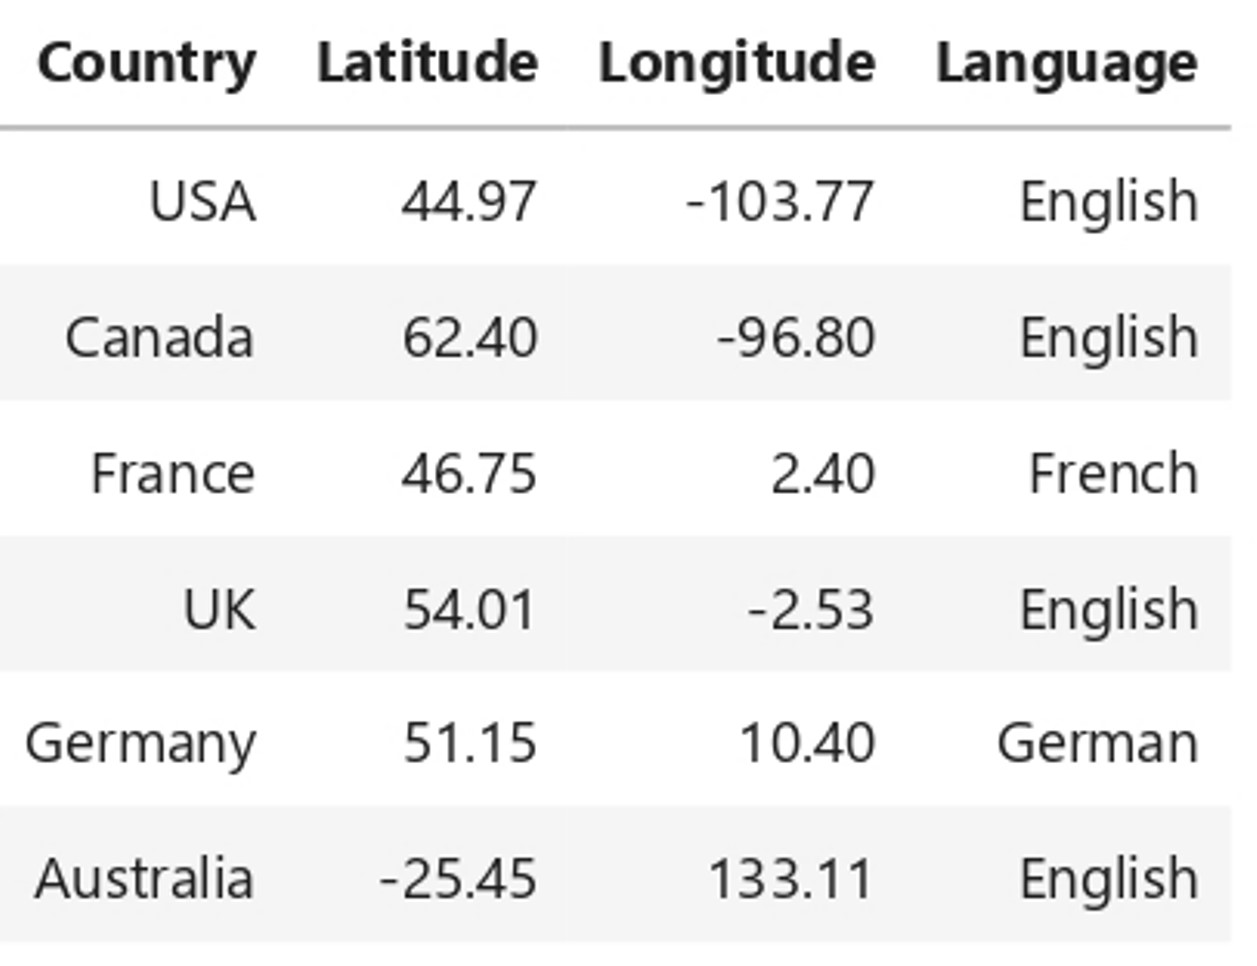 Country Latitude Longitude Language
USA 44.97 -103.77 English
Canada 62.40 -96.80 English
France 46.75 2.40 French
UK 54.01 -2.53 English
Germany 51.15 10.40 German
Australia -25.45 133.11 English